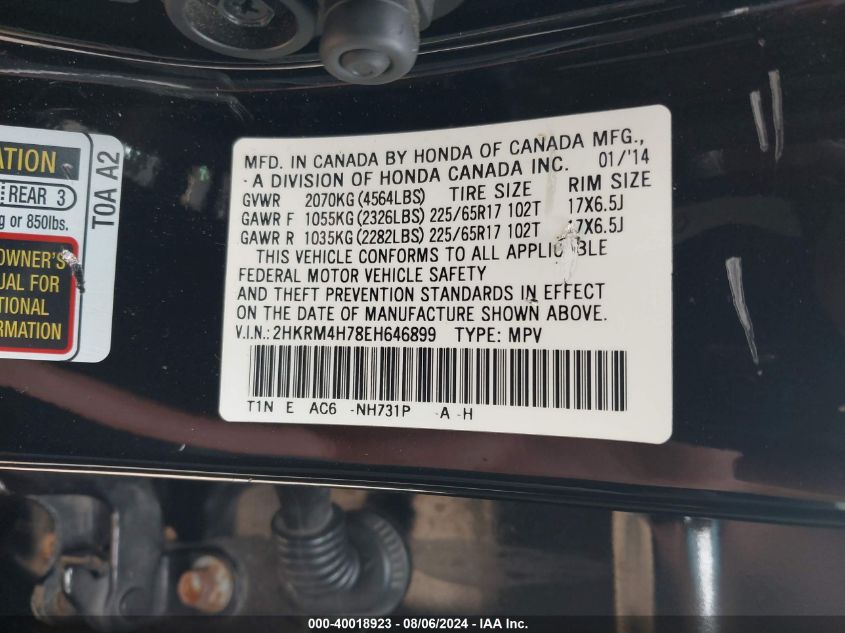 ATION
REAR 3
g or 850lbs.
OWNER'S
UAL FOR
TIONAL
FORMATION
T0A A2
MFD. IN CANADA BY HONDA OF CANADA MFG.,
A DIVISION OF HONDA CANADA INC. 01/'14
GVWR 2070KG (4564LBS) TIRE SIZE RIM SIZE
GAWR F 1055KG (2326LBS) 225/65R17 102T 17X6.5J
GAWR R 1035KG (2282LBS) 225/65R17 102T 17X6.5J
THIS VEHICLE CONFORMS TO ALL APPLICABLE
FEDERAL MOTOR VEHICLE SAFETY
AND THEFT PREVENTION STANDARDS IN EFFECT
ON THE DATE OF MANUFACTURE SHOWN ABOVE.
V.I.N.: 2HKRM4H78EH646899 TYPE: MPV
T1N E AC6 -NH731P -A -H
000-40018923 - 08/06/2024 - IAA Inc.